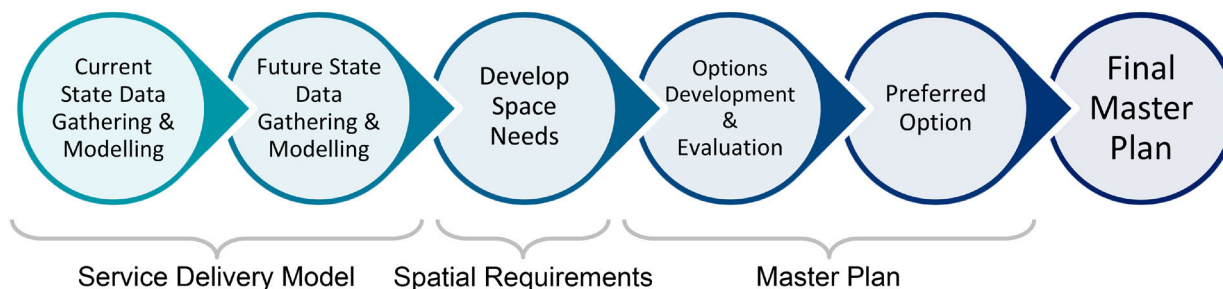 Current
State Data
Gathering &
Modelling
Future State
Data
Gathering &
Modelling
Develop
Space
Needs
Options
Development
&
Evaluation
Preferred
Option
Final
Master
Plan
Service Delivery Model
Spatial Requirements
Master Plan